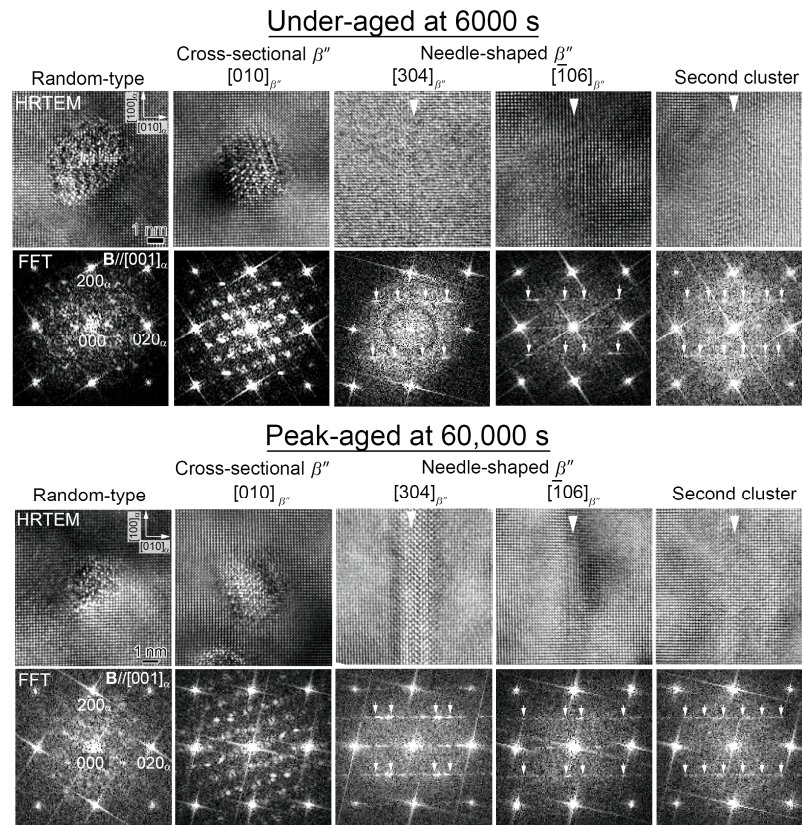 Under-aged at 6000 s
Cross-sectional β″
Needle-shaped β″
Random-type
[010]β″
[304]β″
[1̅06]β″
Second cluster
HRTEM
[100]α
[010]α
1 nm
FFT
B//[001]α
200α
000
020α
Peak-aged at 60,000 s
Cross-sectional β″
Needle-shaped β″
Random-type
[010]β″
[304]β″
[1̅06]β″
Second cluster
HRTEM
[100]α
[010]α
1 nm
FFT
B//[001]α
200α
000
020α